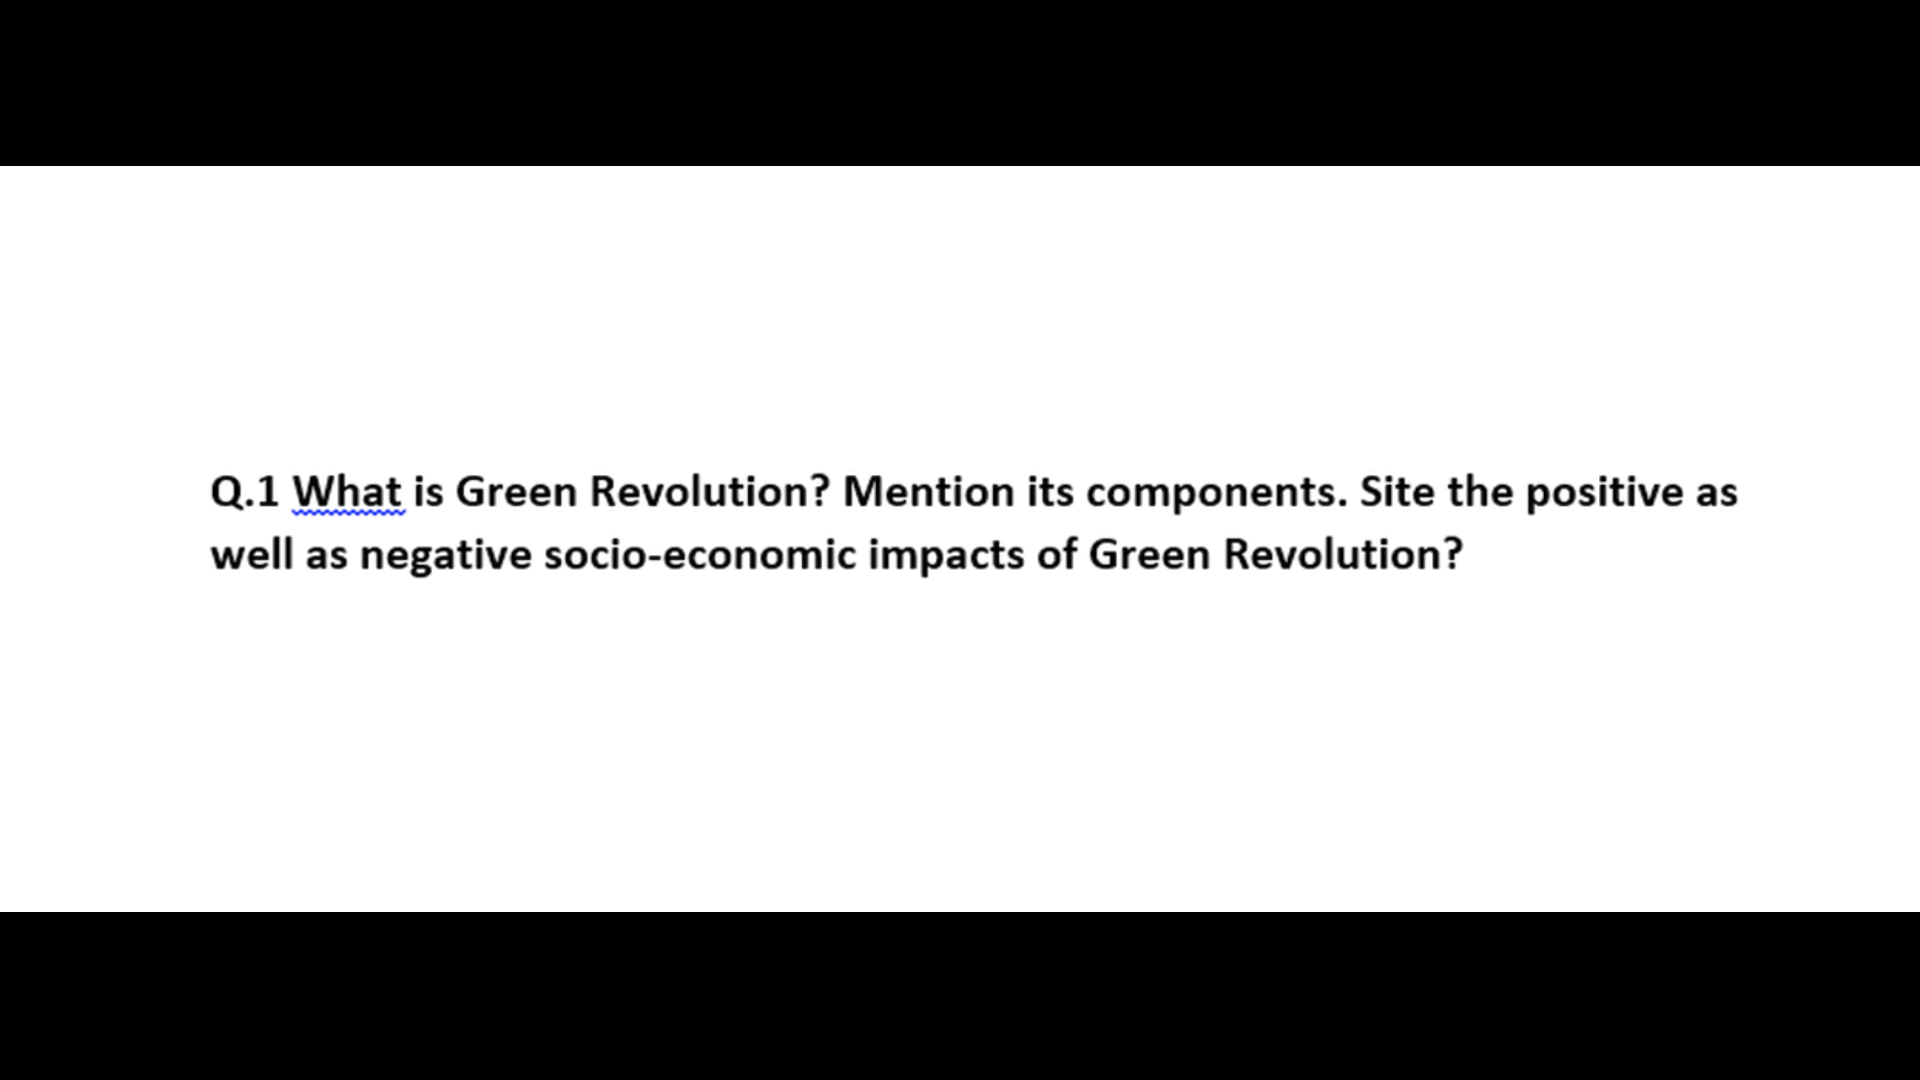 Q.1 What is Green Revolution? Mention its components. Site the positive as
well as negative socio-economic impacts of Green Revolution?